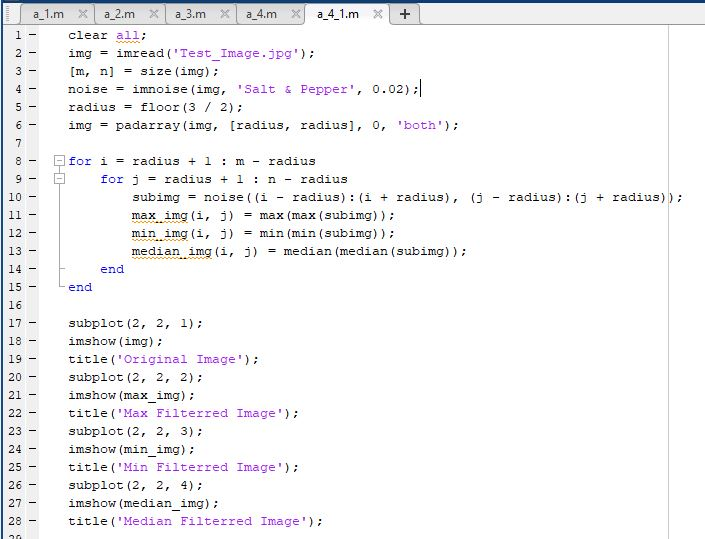 a_1.m × a_2.m × a_3.m × a_4.m × a_4_1.m × +
1 – clear all;
2 – img = imread('Test_Image.jpg');
3 – [m, n] = size(img);
4 – noise = imnoise(img, 'Salt & Pepper', 0.02);
5 – radius = floor(3 / 2);
6 – img = padarray(img, [radius, radius], 0, 'both');
7
8 – for i = radius + 1 : m - radius
9 – for j = radius + 1 : n - radius
10 – subimg = noise((i - radius):(i + radius), (j - radius):(j + radius));
11 – max_img(i, j) = max(max(subimg));
12 – min_img(i, j) = min(min(subimg));
13 – median_img(i, j) = median(median(subimg));
14 – end
15 – end
16
17 – subplot(2, 2, 1);
18 – imshow(img);
19 – title('Original Image');
20 – subplot(2, 2, 2);
21 – imshow(max_img);
22 – title('Max Filterred Image');
23 – subplot(2, 2, 3);
24 – imshow(min_img);
25 – title('Min Filterred Image');
26 – subplot(2, 2, 4);
27 – imshow(median_img);
28 – title('Median Filterred Image');